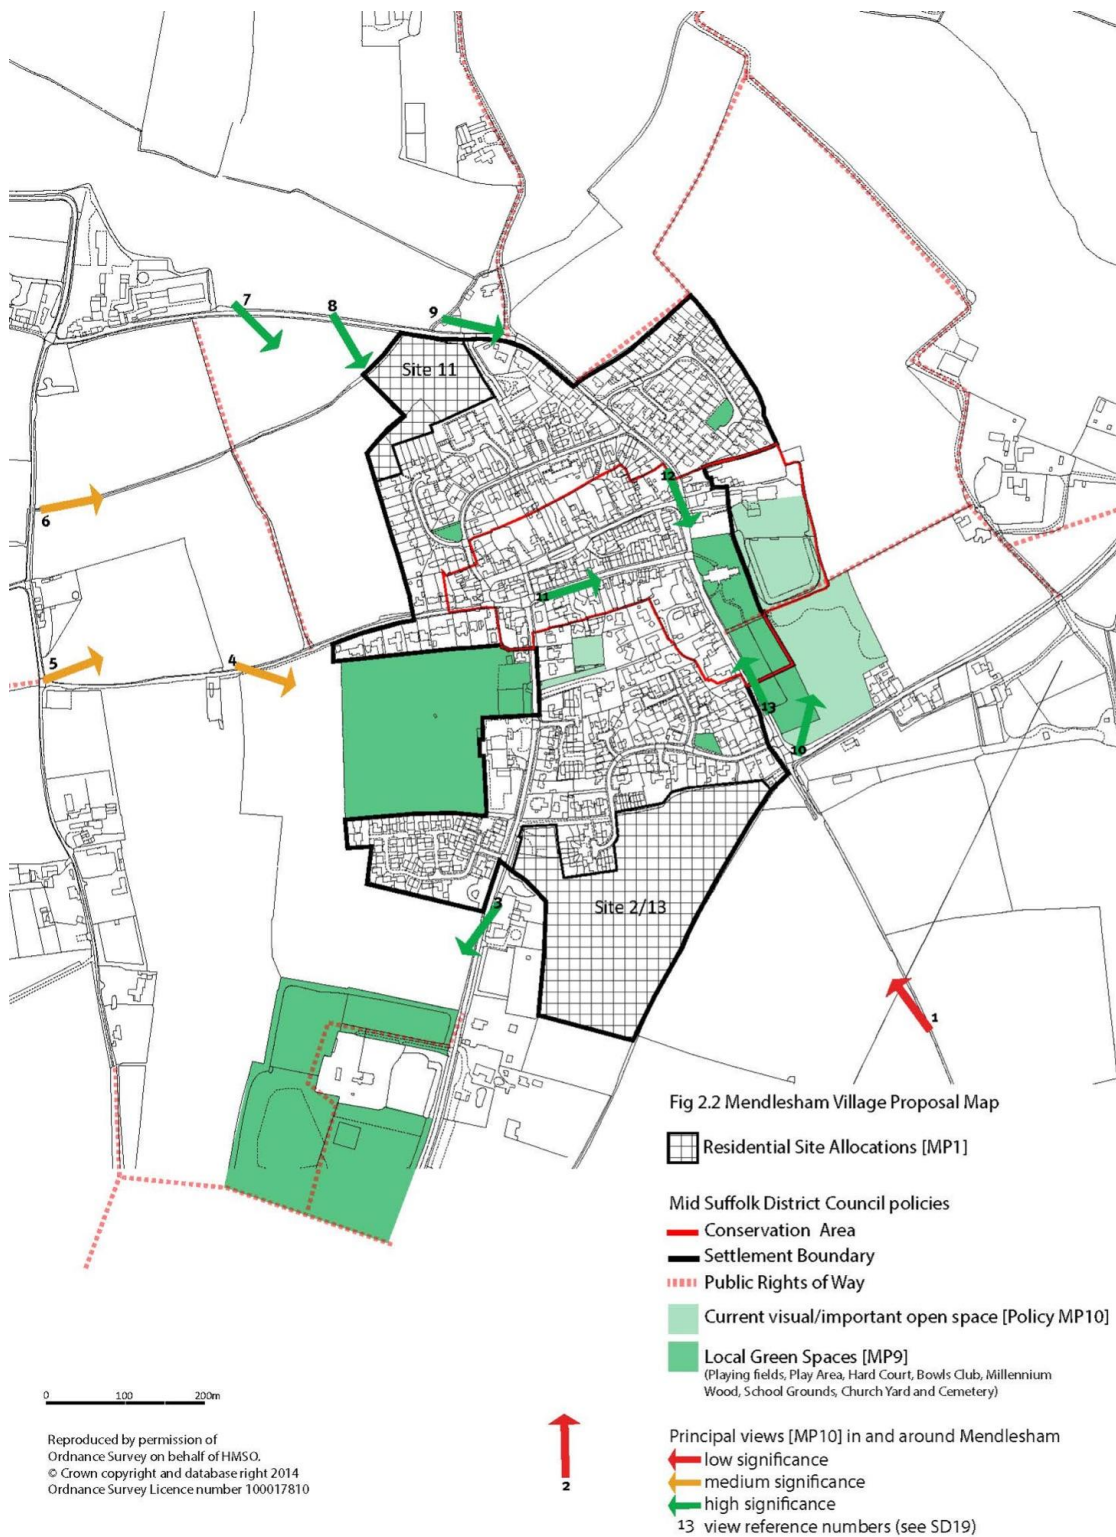 7
8
9
Site 11
12
6
11
5
4
13
10
3
Site 2/13
1
Fig 2.2 Mendlesham Village Proposal Map
Residential Site Allocations [MP1]
Mid Suffolk District Council policies
Conservation Area
Settlement Boundary
Public Rights of Way
Current visual/important open space [Policy MP10]
Local Green Spaces [MP9]
(Playing fields, Play Area, Hard Court, Bowls Club, Millennium
Wood, School Grounds, Church Yard and Cemetery)
0 100 200m
Reproduced by permission of
Ordnance Survey on behalf of HMSO.
© Crown copyright and database right 2014
Ordnance Survey Licence number 100017810
2
Principal views [MP10] in and around Mendlesham
low significance
medium significance
high significance
13 view reference numbers (see SD19)